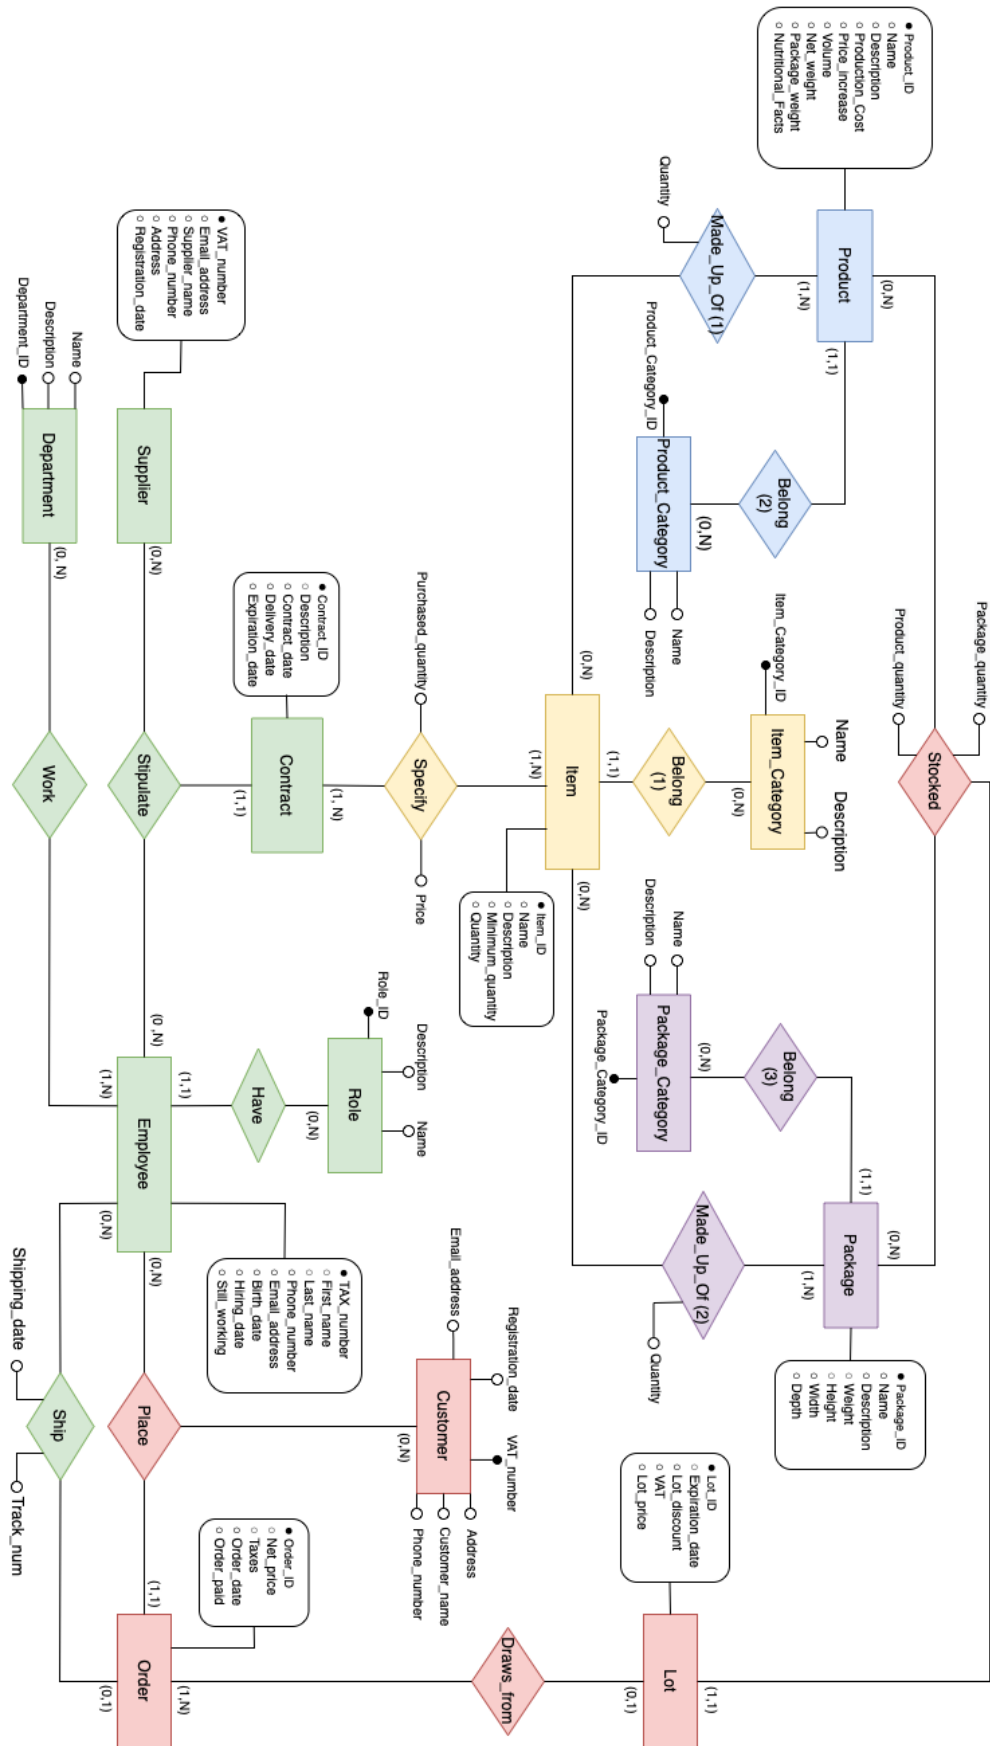 ● Product_ID
○ Name
○ Description
○ Production_Cost
○ Price_increase
○ Volume
○ Net_weight
○ Package_weight
○ Nutritional_Facts
Product
(0,N)
(1,N)
(1,1)
Quantity
Made_Up_Of (1)
Product_Category_ID
Product_Category
(0,N)
Name
Description
Belong
(2)
Package_quantity
Product_quantity
Stocked
Item_Category_ID
Item_Category
Name
Description
(0,N)
Belong
(1)
(1,1)
(0,N)
Item
(1,N)
(0,N)
● Item_ID
○ Name
○ Description
○ Minimum_quantity
○ Quantity
Name
Description
Package_Category
Package_Category_ID
(0,N)
Belong
(3)
(1,1)
(0,N)
Package
(1,N)
Made_Up_Of (2)
Quantity
● Package_ID
○ Name
○ Description
○ Weight
○ Height
○ Width
○ Depth
● VAT_number
○ Email_address
○ Supplier_name
○ Phone_number
○ Address
○ Registration_date
Supplier
(0,N)
Name
Description
Department_ID
Department
(0, N)
● Contract_ID
○ Description
○ Contract_date
○ Delivery_date
○ Expiration_date
Contract
(1, N)
(1,1)
Purchased_quantity
Specify
Price
Stipulate
Work
Role_ID
Description
Name
Role
(0,N)
Have
(1,1)
(0 ,N)
(1,N)
Employee
(0,N)
(0,N)
● TAX_number
○ First_name
○ Last_name
○ Phone_number
○ Email_address
○ Birth_date
○ Hiring_date
○ Still_working
Email_address
Registration_date
VAT_number
Customer
(0,N)
Address
Customer_name
Phone_number
Shipping_date
Ship
Track_num
Place
● Order_ID
○ Net_price
○ Taxes
○ Order_date
○ Order_paid
(1,1)
Order
(0,1)
(1,N)
Draws_from
● Lot_ID
○ Expiration_date
○ Lot_discount
○ VAT
○ Lot_price
Lot
(1,1)
(0,1)